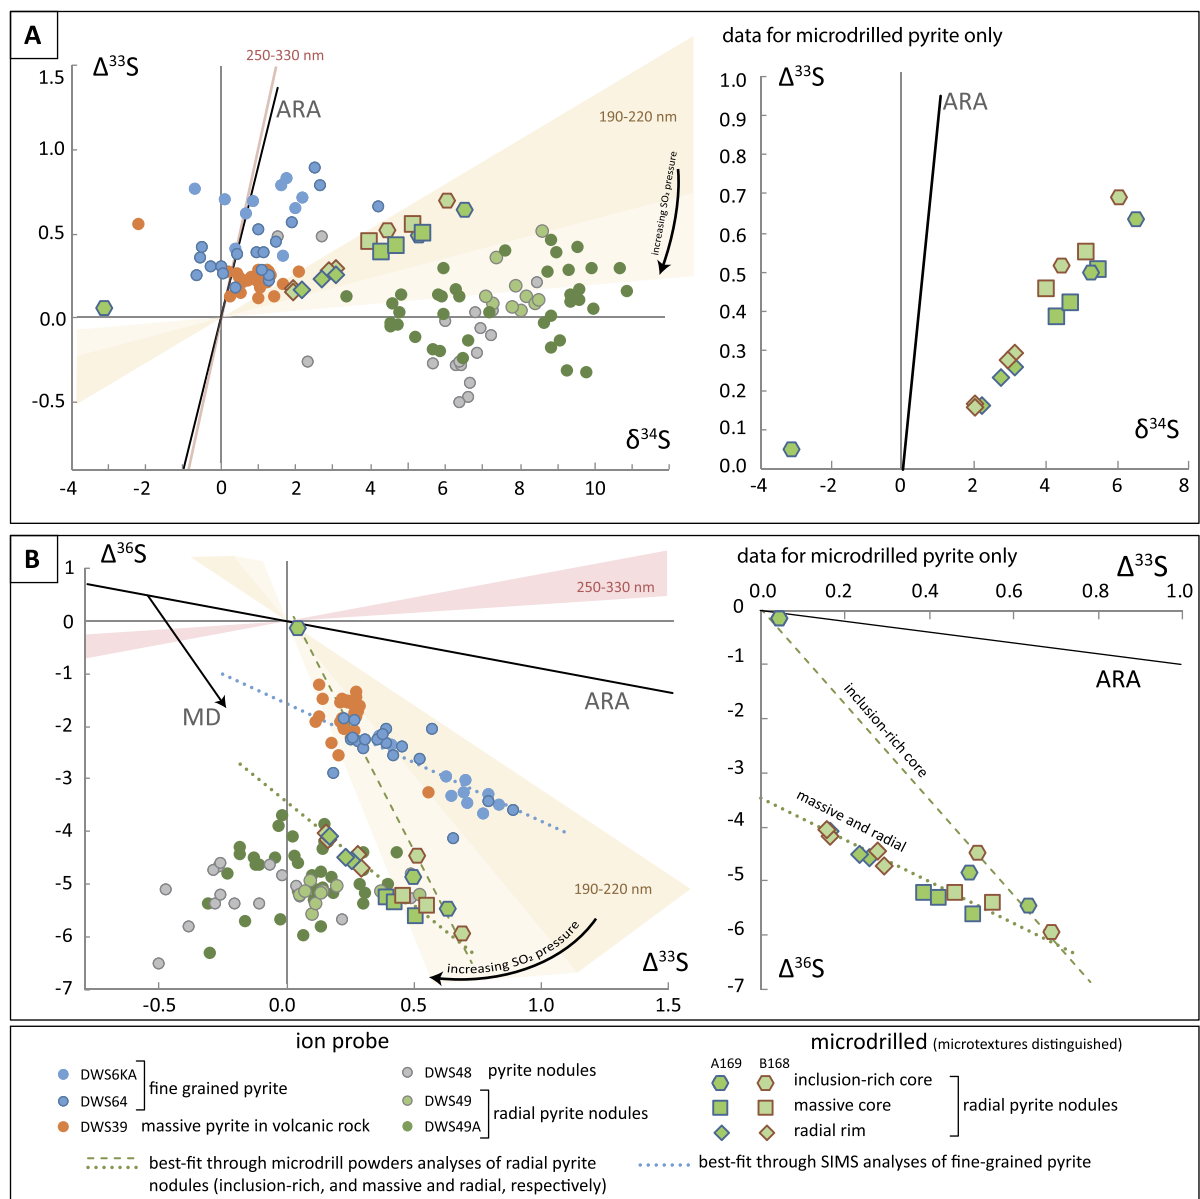 A
Δ³³S
250-330 nm
ARA
190-220 nm
increasing SO₂ pressure
1.5
1.0
0.5
0.0
-0.5
δ³⁴S
-4
-2
0
2
4
6
8
10
data for microdrilled pyrite only
Δ³³S
ARA
1.0
0.9
0.8
0.7
0.6
0.5
0.4
0.3
0.2
0.1
0.0
δ³⁴S
-4
-2
0
2
4
6
8
B
Δ³⁶S
250-330 nm
ARA
MD
190-220 nm
increasing SO₂ pressure
1
0
-1
-2
-3
-4
-5
-6
-7
Δ³³S
-0.5
0.0
0.5
1.0
1.5
data for microdrilled pyrite only
Δ³³S
0.0
0.2
0.4
0.6
0.8
1.0
0
-1
-2
-3
-4
-5
-6
-7
ARA
inclusion-rich core
massive and radial
Δ³⁶S
ion probe
DWS6KA
DWS64
fine grained pyrite
DWS39 massive pyrite in volcanic rock
DWS48 pyrite nodules
DWS49
DWS49A
radial pyrite nodules
microdrilled (microtextures distinguished)
A169 B168
inclusion-rich core
massive core
radial rim
radial pyrite nodules
best-fit through microdrill powders analyses of radial pyrite
nodules (inclusion-rich, and massive and radial, respectively)
best-fit through SIMS analyses of fine-grained pyrite